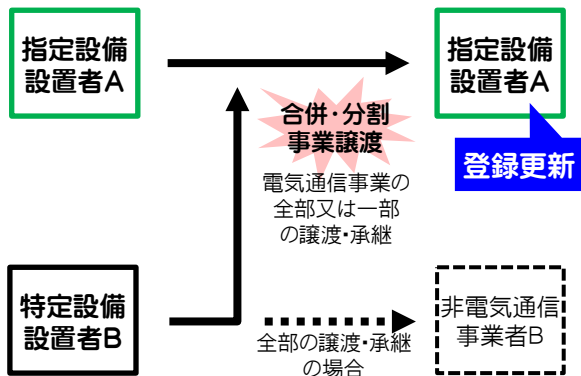 指定設備
設置者A
指定設備
設置者A
合併・分割
事業譲渡
登録更新
電気通信事業の
全部又は一部
の譲渡・承継
特定設備
設置者B
非電気通信
事業者B
全部の譲渡・承継
の場合